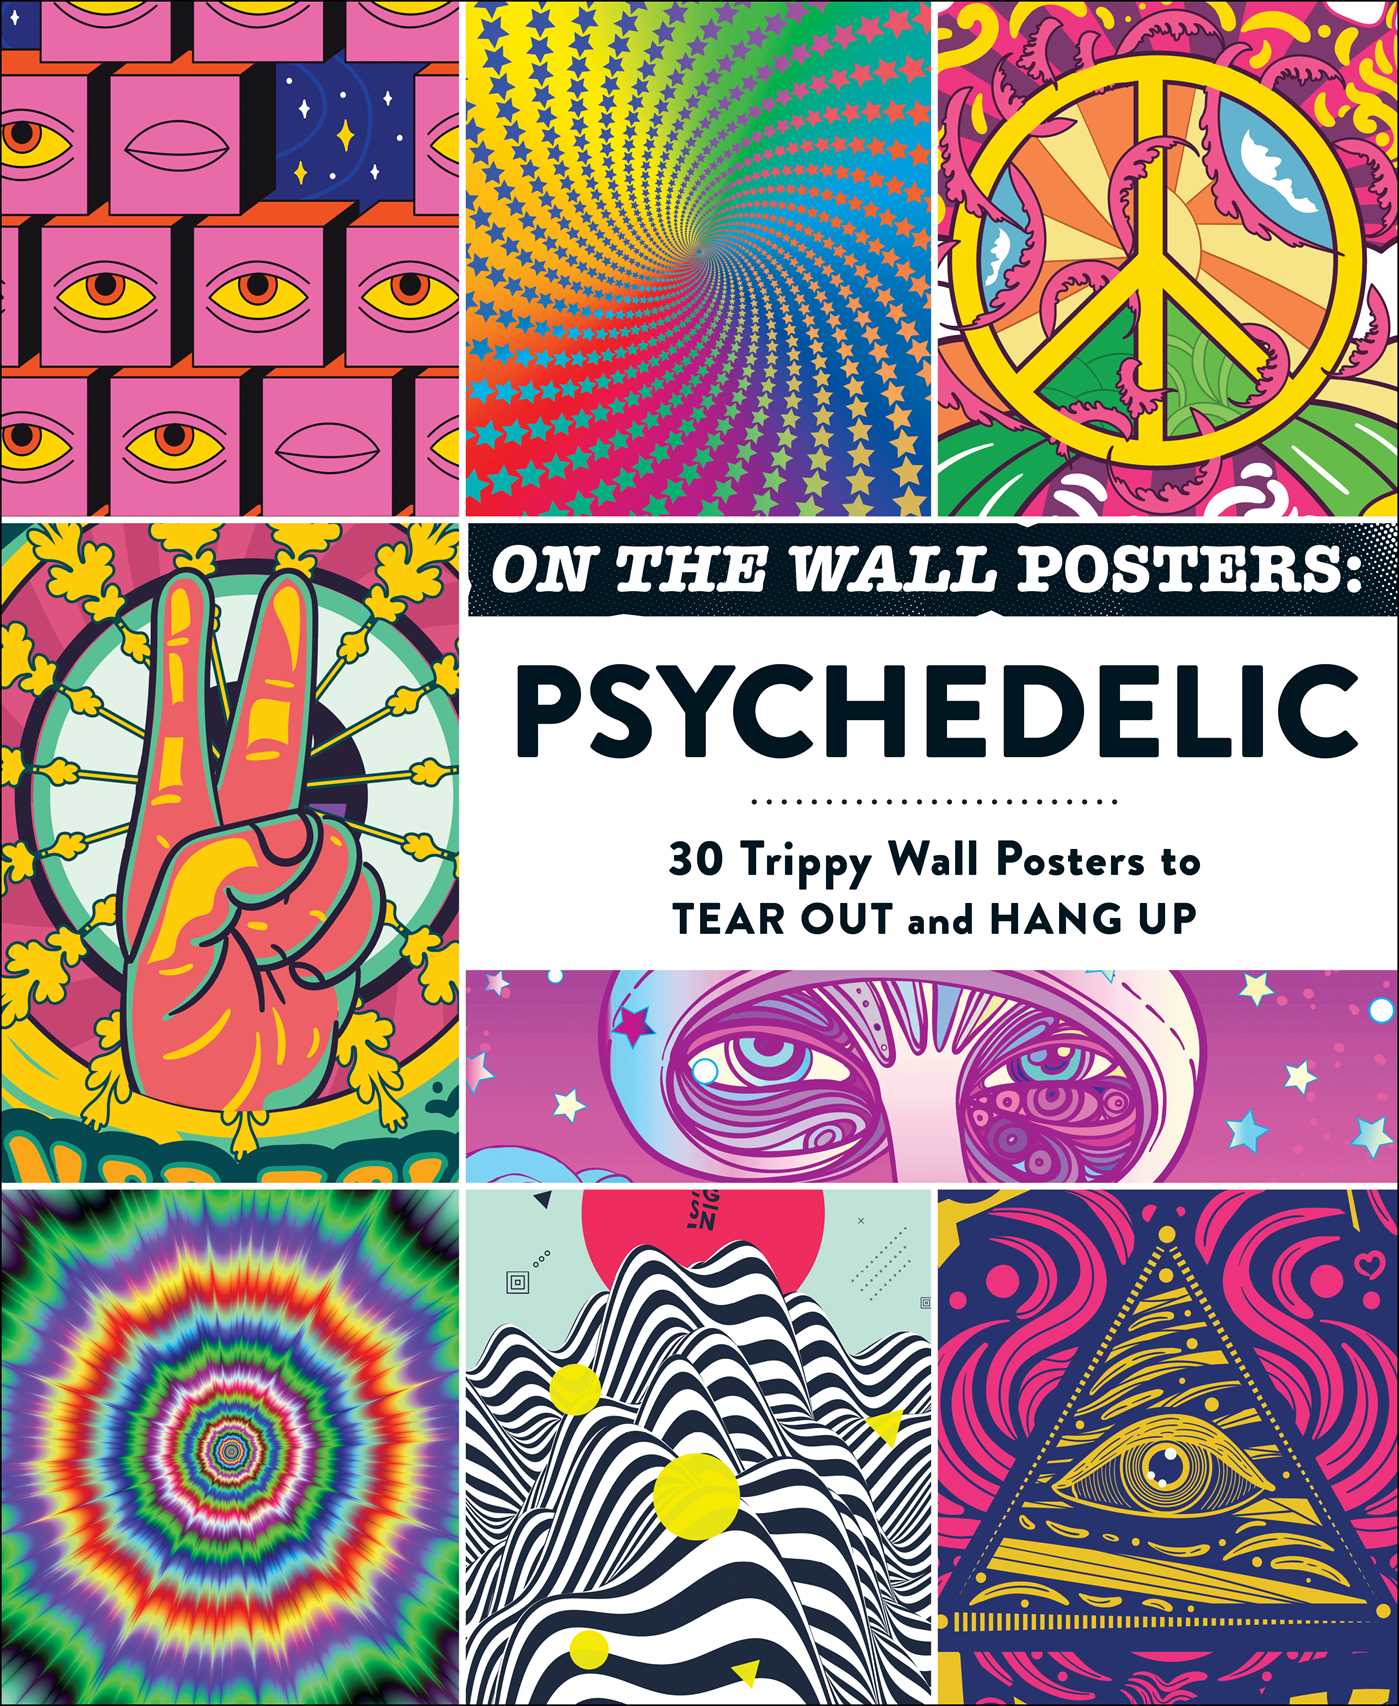 ON THE WALL POSTERS:
PSYCHEDELIC
30 Trippy Wall Posters to
TEAR OUT and HANG UP